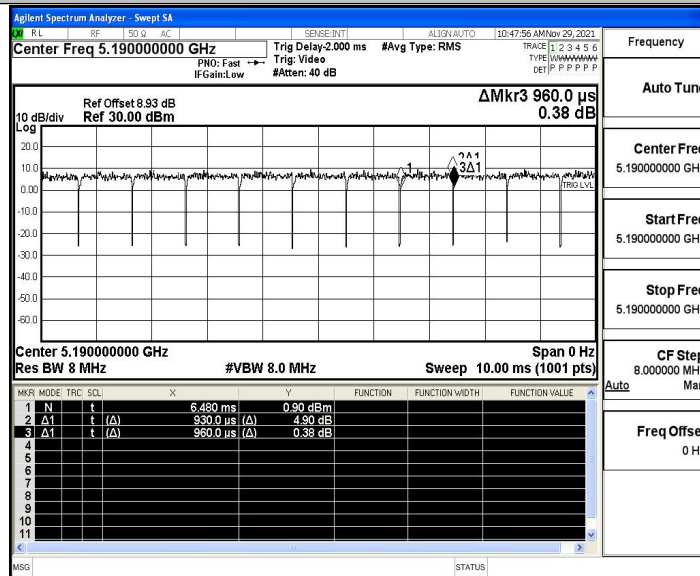 Agilent Spectrum Analyzer - Swept SA
RL RF 50 Ω AC SENSE:INT ALIGN AUTO 10:47:56 AM Nov 29, 2021
Center Freq 5.190000000 GHz
PNO: Fast
IFGain:Low
Trig Delay-2.000 ms
Trig: Video
#Atten: 40 dB
#Avg Type: RMS
TRACE 1 2 3 4 5 6
TYPE
DET P P P P P P
Ref Offset 8.93 dB
10 dB/div Ref 30.00 dBm
Log
ΔMkr3 960.0 µs
0.38 dB
20.0
10.0
0.00
-10.0
-20.0
-30.0
-40.0
-50.0
-60.0
1
2Δ1
3Δ1
TRIG LVL
Center 5.190000000 GHz Span 0 Hz
Res BW 8 MHz #VBW 8.0 MHz Sweep 10.00 ms (1001 pts)
MKR MODE TRC SCL X Y FUNCTION FUNCTION WIDTH FUNCTION VALUE
1 N t 6.480 ms 0.90 dBm
2 Δ1 t (Δ) 930.0 µs (Δ) 4.90 dB
3 Δ1 t (Δ) 960.0 µs (Δ) 0.38 dB
4
5
6
7
8
9
10
11
MSG STATUS
Frequency
Auto Tun
Center Fre
5.190000000 GH
Start Fre
5.190000000 GH
Stop Fre
5.190000000 GH
CF Step
8.000000 MH
Auto Ma
Freq Offse
0 H